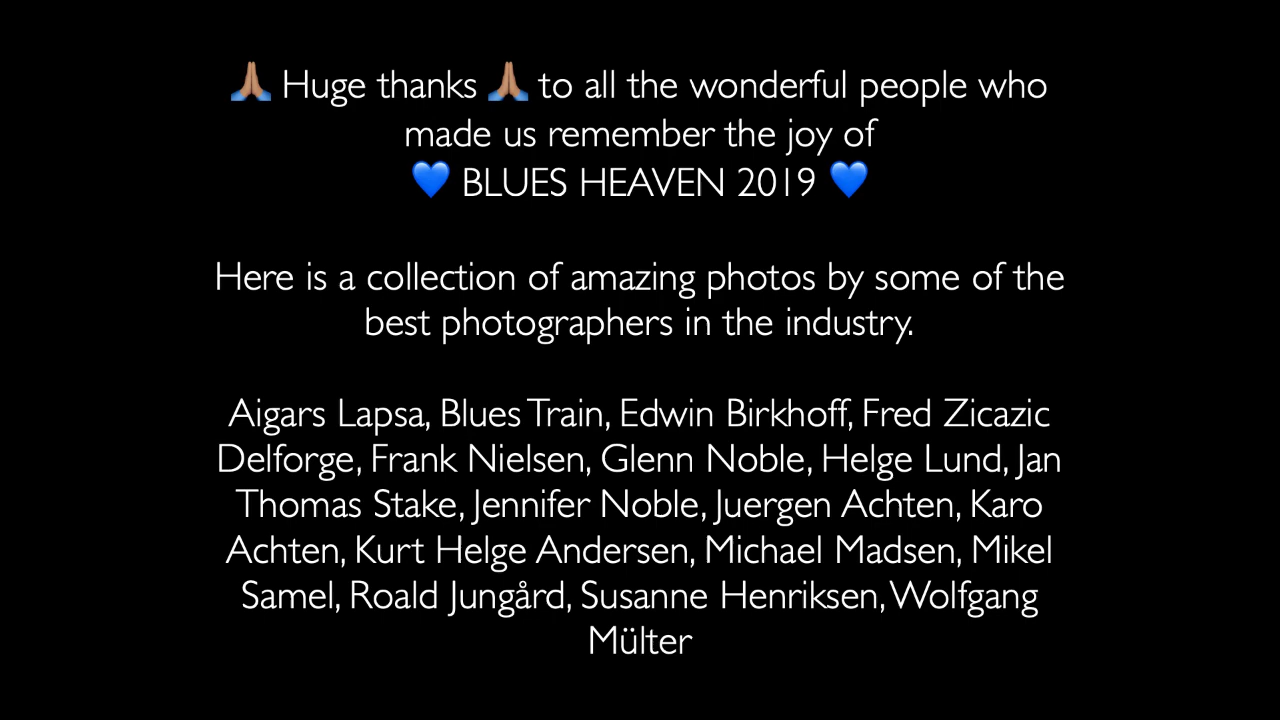 🙏🏽 Huge thanks 🙏🏽 to all the wonderful people who
made us remember the joy of
💙 BLUES HEAVEN 2019 💙
Here is a collection of amazing photos by some of the
best photographers in the industry.
Aigars Lapsa, Blues Train, Edwin Birkhoff, Fred Zicazic
Delforge, Frank Nielsen, Glenn Noble, Helge Lund, Jan
Thomas Stake, Jennifer Noble, Juergen Achten, Karo
Achten, Kurt Helge Andersen, Michael Madsen, Mikel
Samel, Roald Jungård, Susanne Henriksen, Wolfgang
Mülter